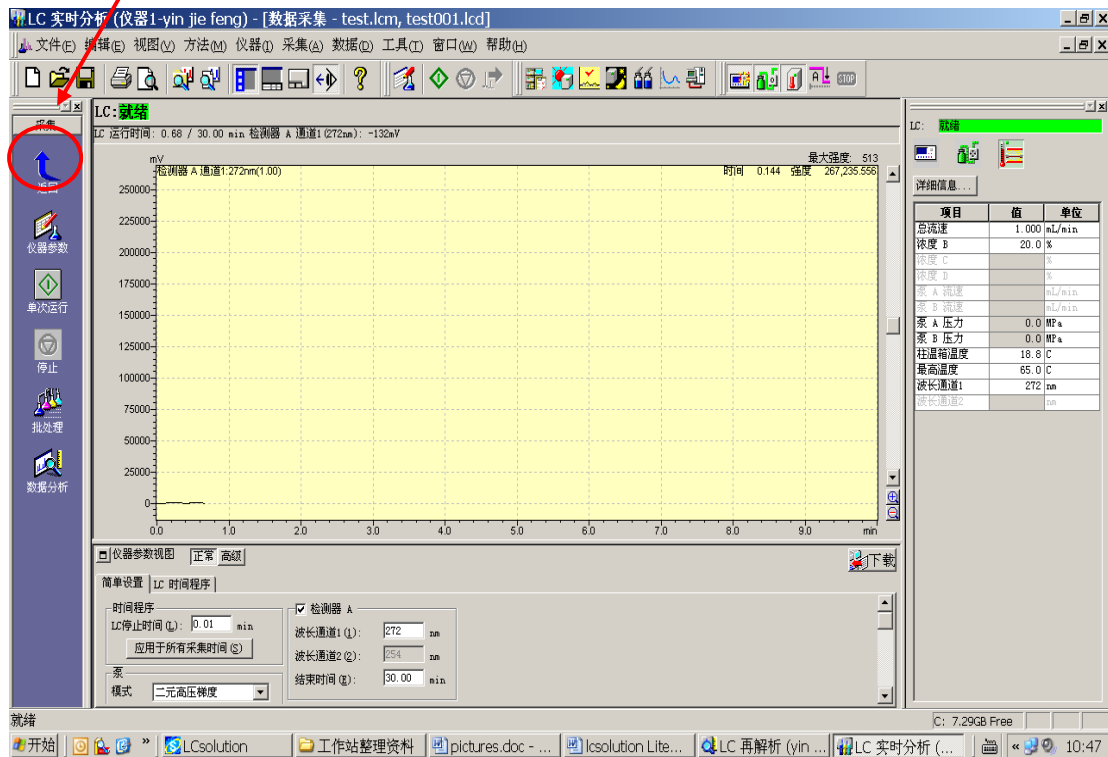 LC 实时分析 (仪器1-yin jie feng) - [数据采集 - test.lcm, test001.lcd]
文件(F) 编辑(E) 视图(V) 方法(M) 仪器(I) 采集(A) 数据(D) 工具(T) 窗口(W) 帮助(H)
STOP
采集
返回
仪器参数
单次运行
停止
批处理
数据分析
LC:就绪
LC 运行时间: 0.68 / 30.00 min 检测器 A 通道1(272nm): -132mV
最大强度: 513
mV
检测器 A 通道1:272nm(1.00)
时间 0.144 强度 267,235.556
250000
225000
200000
175000
150000
125000
100000
75000
50000
25000
0
0.0 1.0 2.0 3.0 4.0 5.0 6.0 7.0 8.0 9.0 min
仪器参数视图 正常 高级 下载
简单设置 LC 时间程序
时间程序
LC停止时间(L): 0.01 min
应用于所有采集时间(S)
泵
模式 二元高压梯度
检测器 A
波长通道1(1): 272 nm
波长通道2(2): 254 nm
结束时间(E): 30.00 min
LC: 就绪
详细信息...
项目 值 单位
总流速 1.000 mL/min
浓度 B 20.0 %
浓度 C %
浓度 D %
泵 A 流速 mL/min
泵 B 流速 mL/min
泵 A 压力 0.0 MPa
泵 B 压力 0.0 MPa
柱温箱温度 18.8 C
最高温度 65.0 C
波长通道1 272 nm
波长通道2 nm
就绪
C: 7.29GB Free
开始 » LCsolution 工作站整理资料 pictures.doc - ... lcsolution Lite... LC 再解析 (yin ... LC 实时分析 (... « 10:47